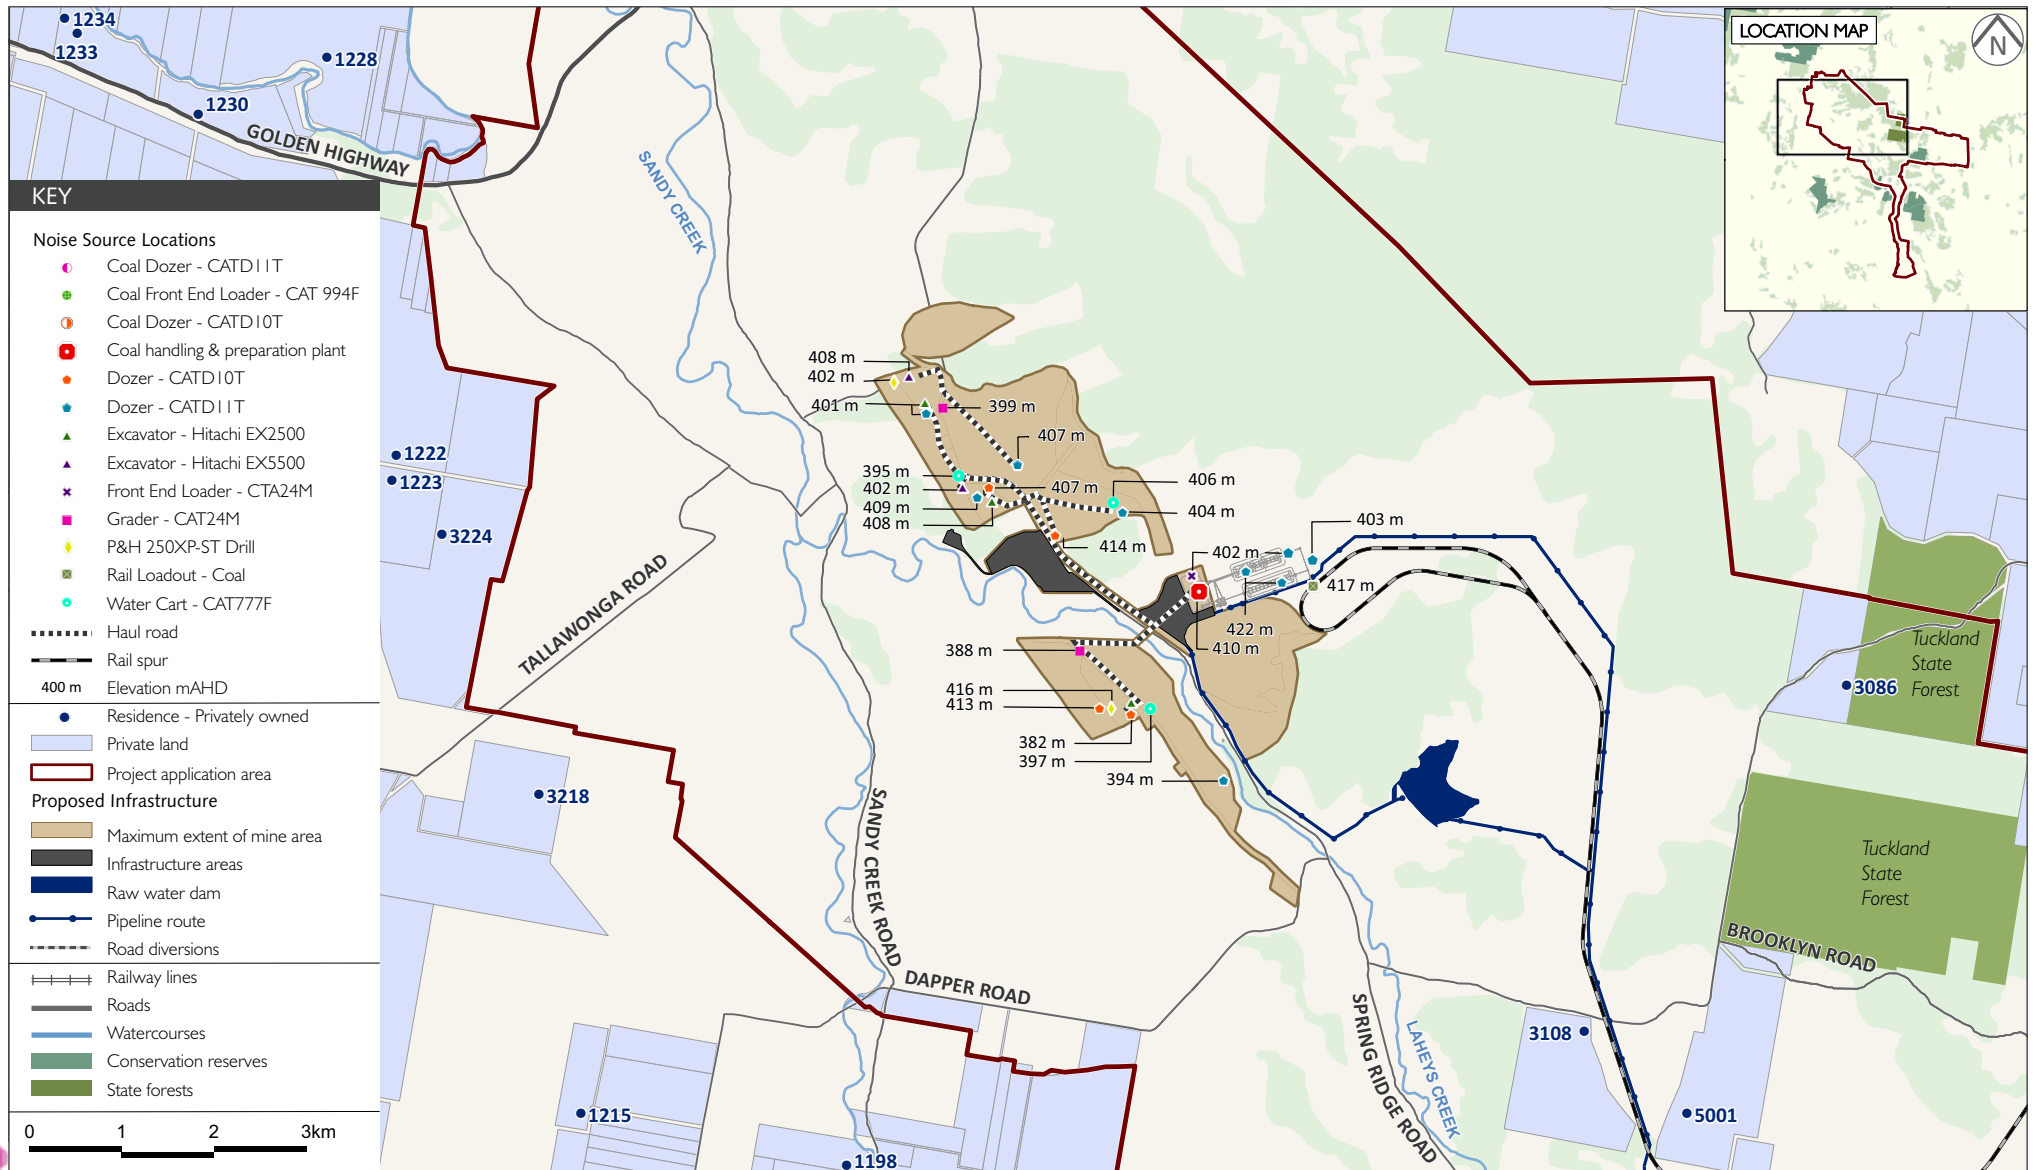 1234
1233
1228
1230
GOLDEN HIGHWAY
SANDY CREEK
LOCATION MAP
N
KEY
Noise Source Locations
Coal Dozer - CATD11T
Coal Front End Loader - CAT 994F
Coal Dozer - CATD10T
Coal handling & preparation plant
Dozer - CATD10T
Dozer - CATD11T
Excavator - Hitachi EX2500
Excavator - Hitachi EX5500
Front End Loader - CTA24M
Grader - CAT24M
P&H 250XP-ST Drill
Rail Loadout - Coal
Water Cart - CAT777F
Haul road
Rail spur
400 m Elevation mAHD
Residence - Privately owned
Private land
Project application area
Proposed Infrastructure
Maximum extent of mine area
Infrastructure areas
Raw water dam
Pipeline route
Road diversions
Railway lines
Roads
Watercourses
Conservation reserves
State forests
0 1 2 3km
408 m
402 m
401 m
399 m
407 m
395 m
402 m
409 m
408 m
407 m
406 m
404 m
414 m
402 m
403 m
417 m
422 m
410 m
388 m
416 m
413 m
382 m
397 m
394 m
1222
1223
3224
TALLAWONGA ROAD
3218
SANDY CREEK ROAD
DAPPER ROAD
1215
1198
SPRING RIDGE ROAD
LAHEYS CREEK
Tuckland
State
Forest
3086
Tuckland
State
Forest
BROOKLYN ROAD
3108
5001